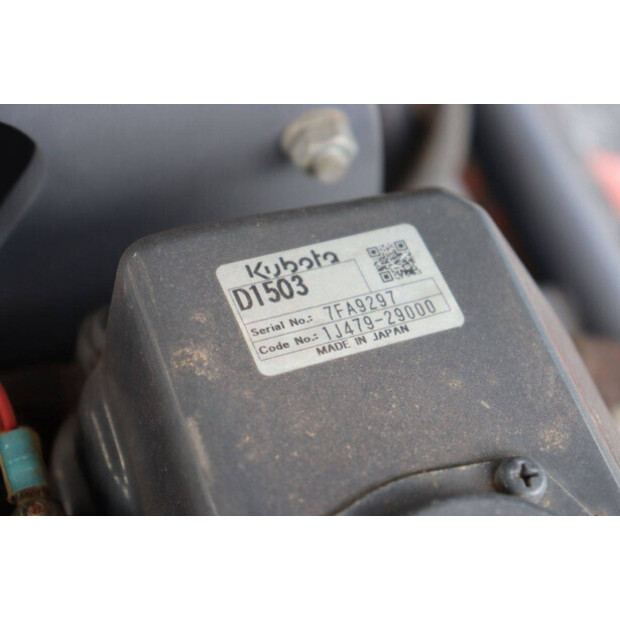 Kubota
D1503
Serial No.: 7FA9297
Code No.: 1J479-29000
MADE IN JAPAN